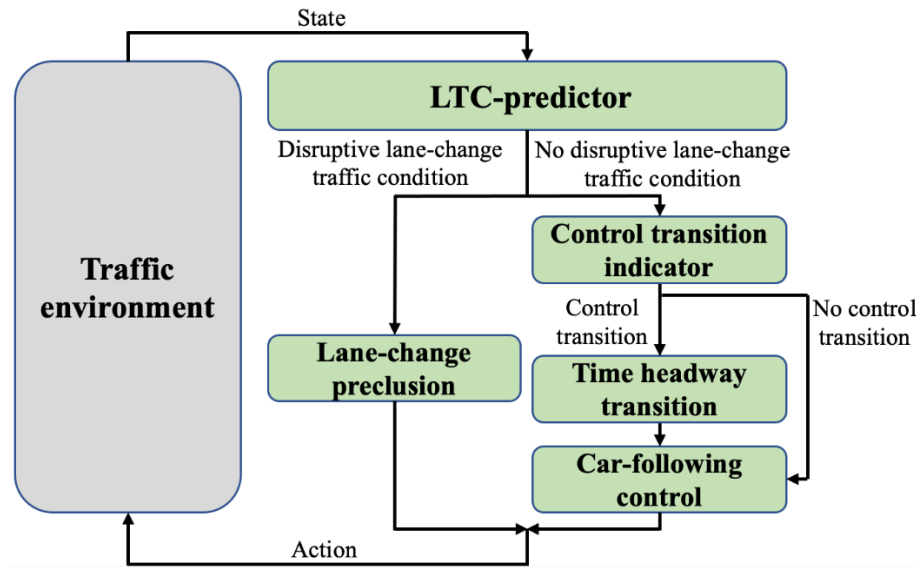 State
LTC-predictor
Disruptive lane-change
traffic condition
No disruptive lane-change
traffic condition
Traffic
environment
Control transition
indicator
Control
transition
No control
transition
Lane-change
preclusion
Time headway
transition
Car-following
control
Action